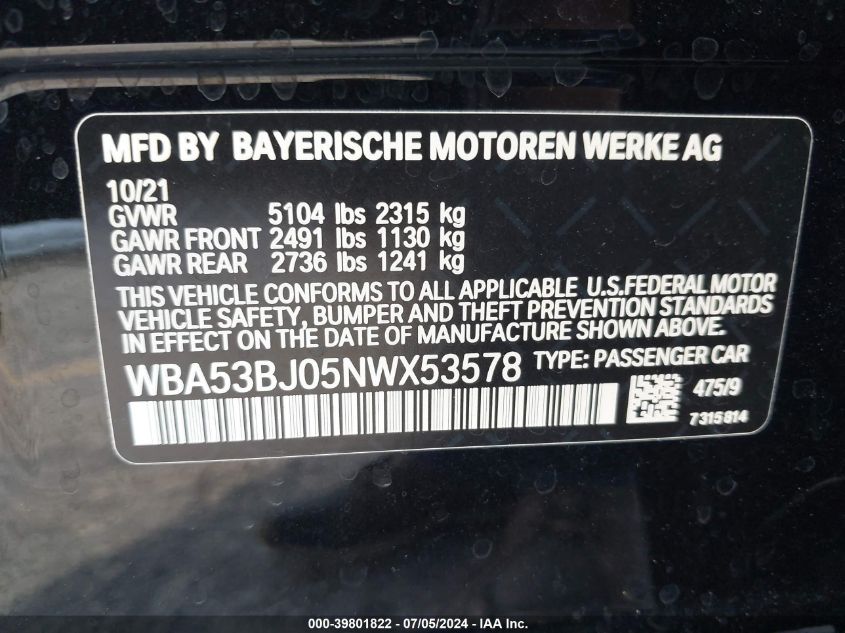 MFD BY BAYERISCHE MOTOREN WERKE AG
10/21
GVWR 5104 lbs 2315 kg
GAWR FRONT 2491 lbs 1130 kg
GAWR REAR 2736 lbs 1241 kg
THIS VEHICLE CONFORMS TO ALL APPLICABLE U.S.FEDERAL MOTOR
VEHICLE SAFETY, BUMPER AND THEFT PREVENTION STANDARDS
IN EFFECT ON THE DATE OF MANUFACTURE SHOWN ABOVE.
WBA53BJ05NWX53578 TYPE: PASSENGER CAR
475/9
7315814
000-39801822 - 07/05/2024 - IAA Inc.